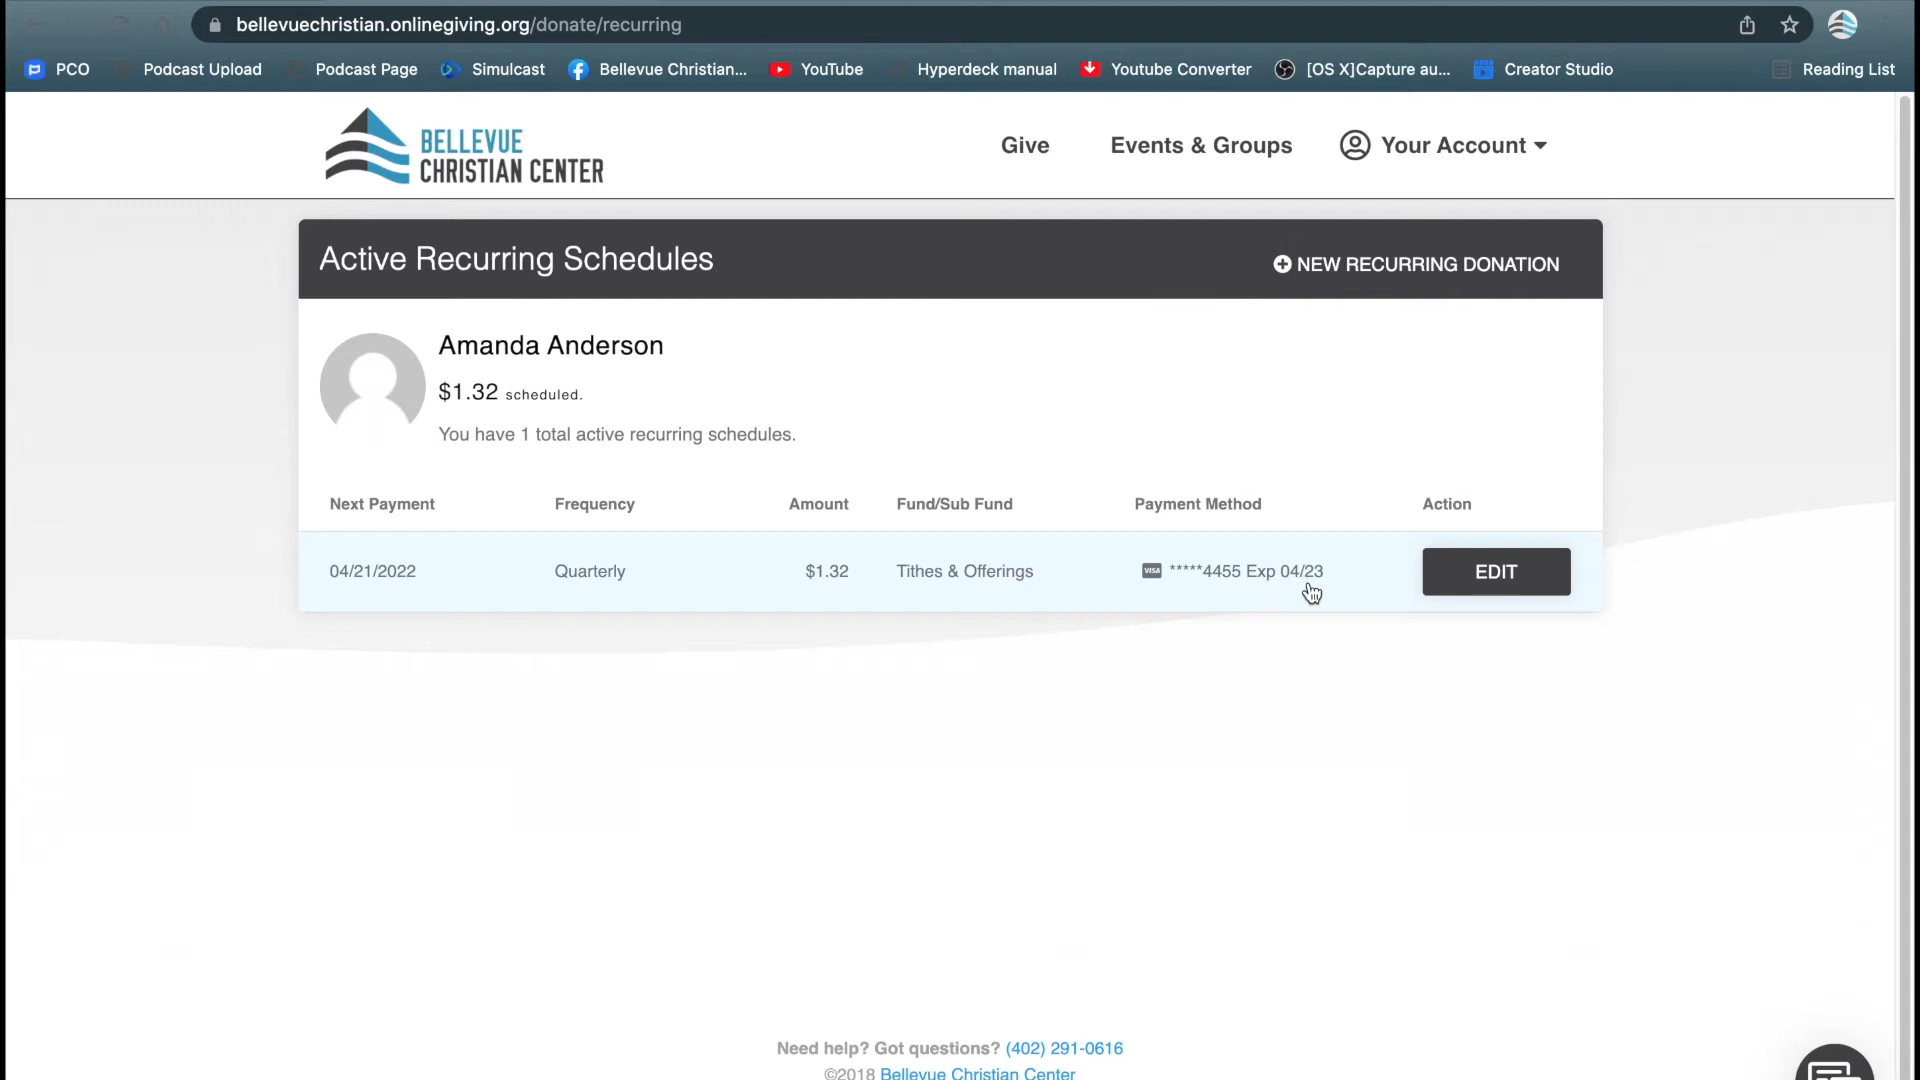 bellevuechristian.onlinegiving.org/donate/recurring
PCO Podcast Upload Podcast Page Simulcast Bellevue Christian... YouTube Hyperdeck manual Youtube Converter [OS X]Capture au... Creator Studio Reading List
BELLEVUE
CHRISTIAN CENTER
Give Events & Groups Your Account
Active Recurring Schedules
NEW RECURRING DONATION
Amanda Anderson
$1.32 scheduled.
You have 1 total active recurring schedules.
Next Payment Frequency Amount Fund/Sub Fund Payment Method Action
04/21/2022 Quarterly $1.32 Tithes & Offerings VISA *****4455 Exp 04/23 EDIT
Need help? Got questions? (402) 291-0616
©2018 Bellevue Christian Center